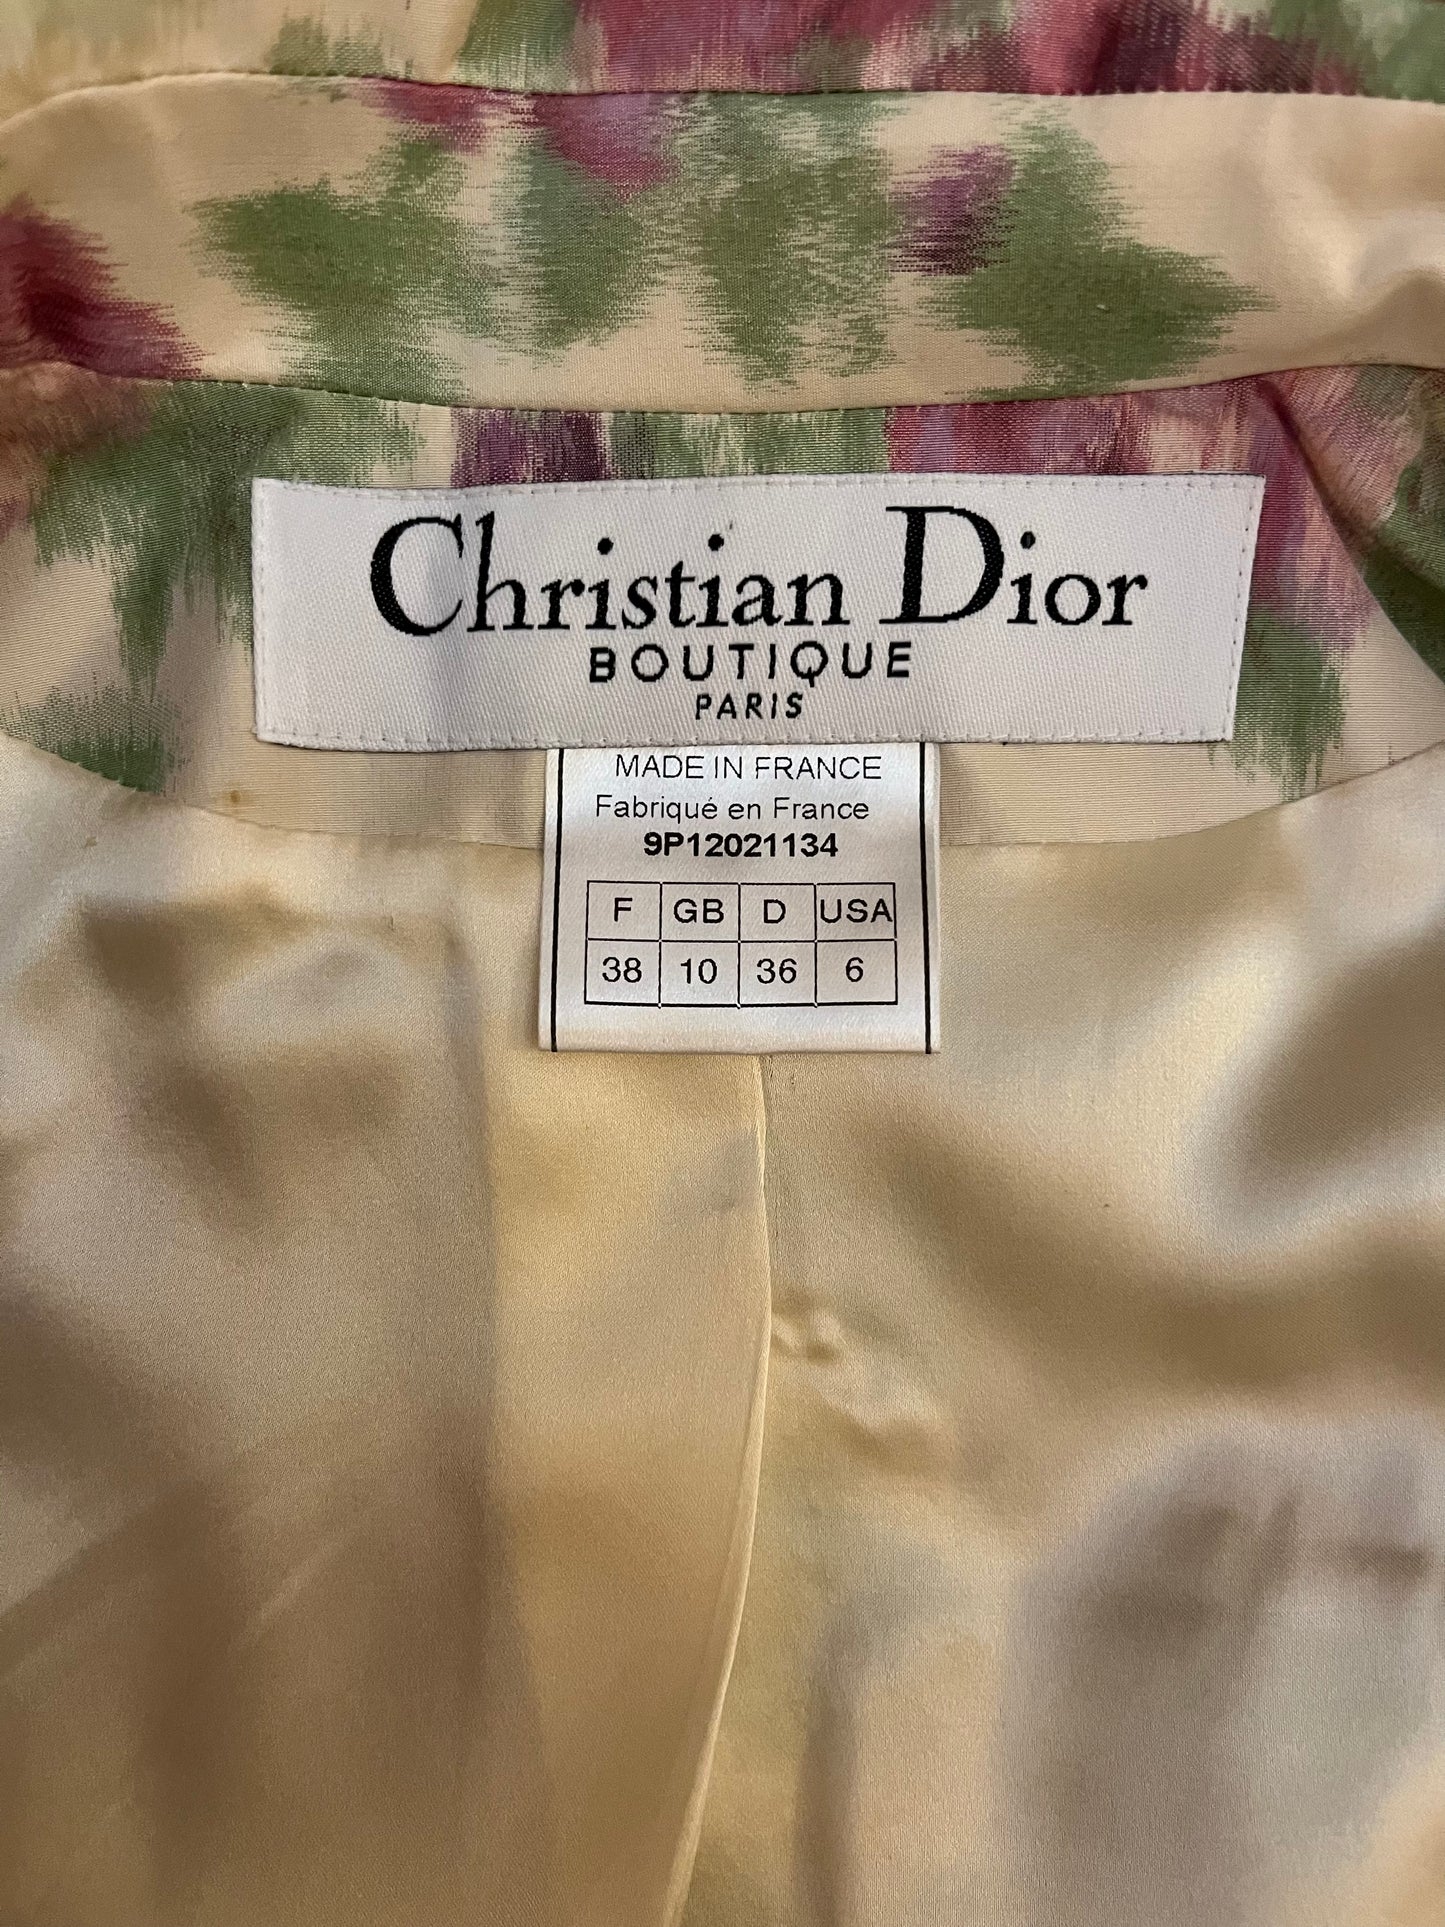 Christian Dior
BOUTIQUE
PARIS
MADE IN FRANCE
Fabriqué en France
9P12021134
F GB D USA
38 10 36 6